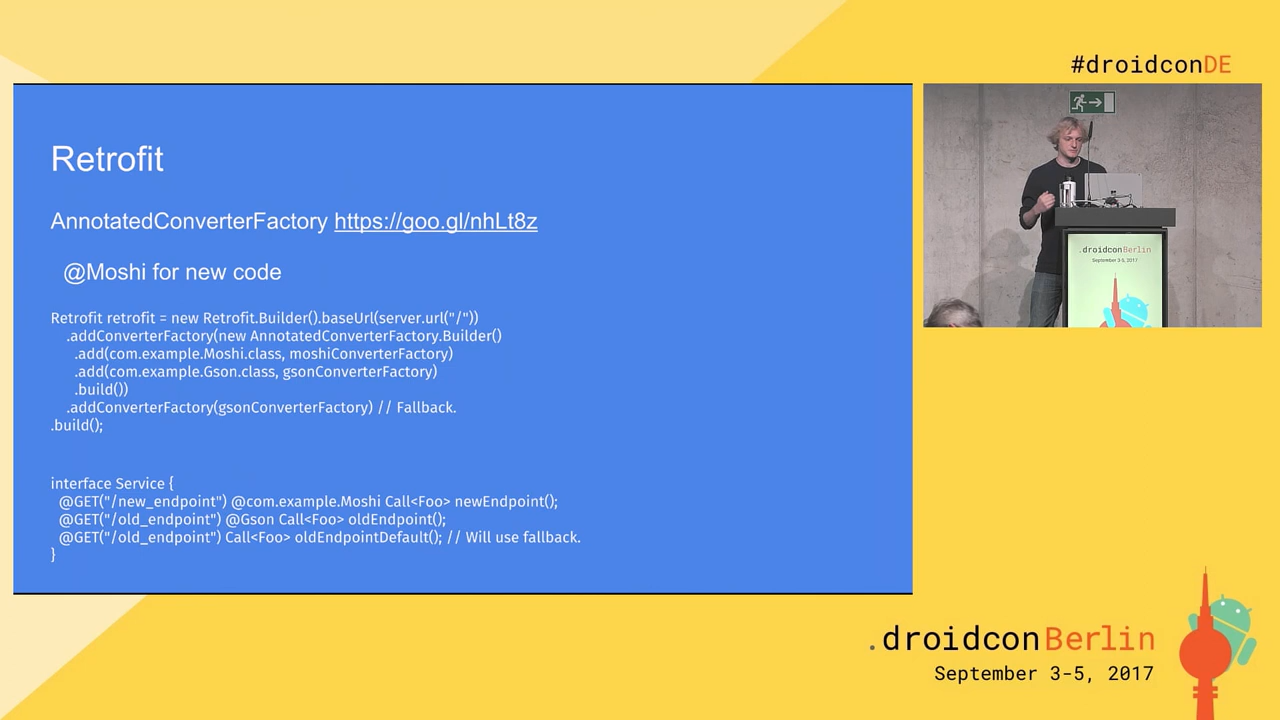 #droidconDE
Retrofit
AnnotatedConverterFactory https://goo.gl/nhLt8z
@Moshi for new code
Retrofit retrofit = new Retrofit.Builder().baseUrl(server.url("/"))
.addConverterFactory(new AnnotatedConverterFactory.Builder()
.add(com.example.Moshi.class, moshiConverterFactory)
.add(com.example.Gson.class, gsonConverterFactory)
.build())
.addConverterFactory(gsonConverterFactory) // Fallback.
.build();
interface Service {
@GET("/new_endpoint") @com.example.Moshi Call<Foo> newEndpoint();
@GET("/old_endpoint") @Gson Call<Foo> oldEndpoint();
@GET("/old_endpoint") Call<Foo> oldEndpointDefault(); // Will use fallback.
}
.droidconBerlin
September 3-5, 2017
.droidconBerlin
September 3-5, 2017